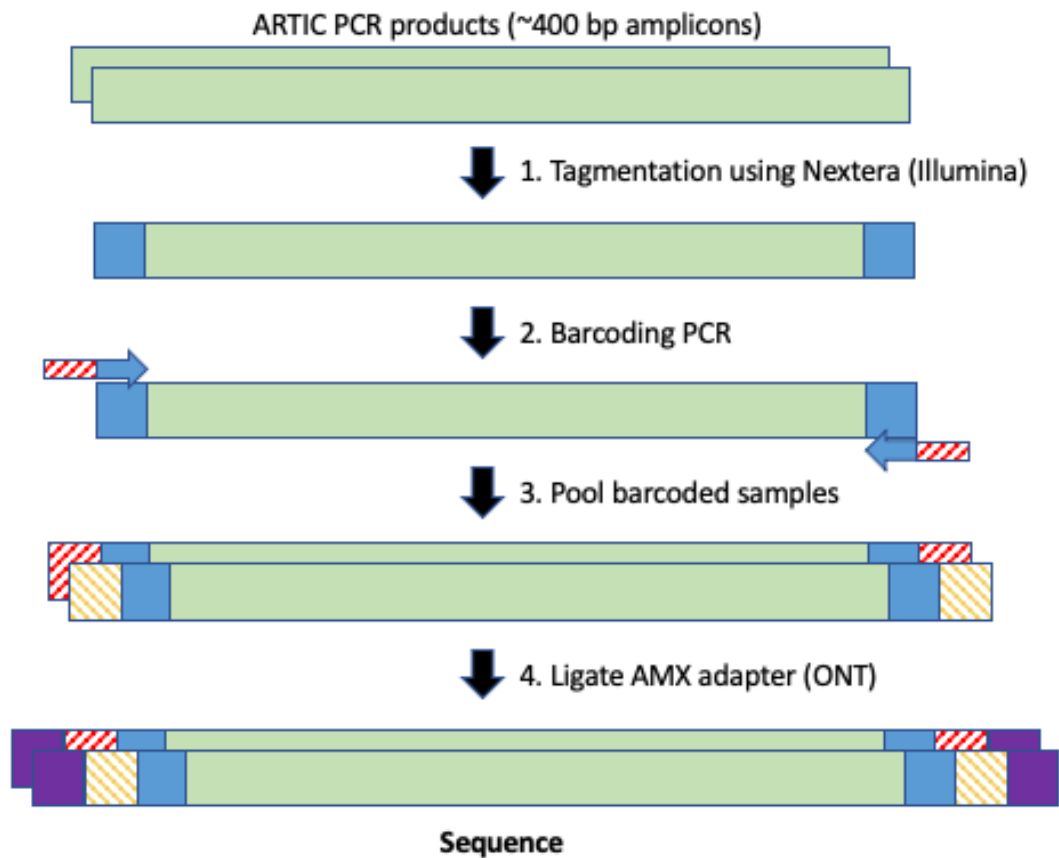 ARTIC PCR products (~400 bp amplicons)
1. Tagmentation using Nextera (Illumina)
2. Barcoding PCR
3. Pool barcoded samples
4. Ligate AMX adapter (ONT)
Sequence